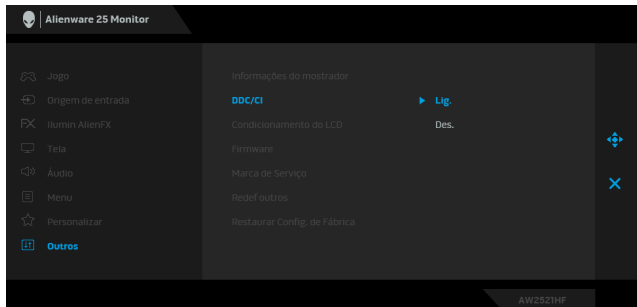 Alienware 25 Monitor
Jogo
Informações do mostrador
Origem de entrada
DDC/CI
Lig.
Ilumin AlienFX
Condicionamento do LCD
Des.
Tela
Firmware
Áudio
Marca de Serviço
Menu
Redef outros
Personalizar
Restaurar Config. de Fábrica
Outros
AW2521HF